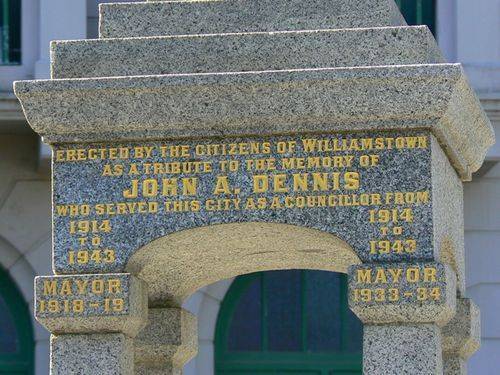 ERECTED BY THE CITIZENS OF WILLIAMSTOWN
AS A TRIBUTE TO THE MEMORY OF
JOHN A. DENNIS
WHO SERVED THIS CITY AS A COUNCILLOR FROM
1914
TO
1943
1914
TO
1943
MAYOR
1918-19
MAYOR
1933-34